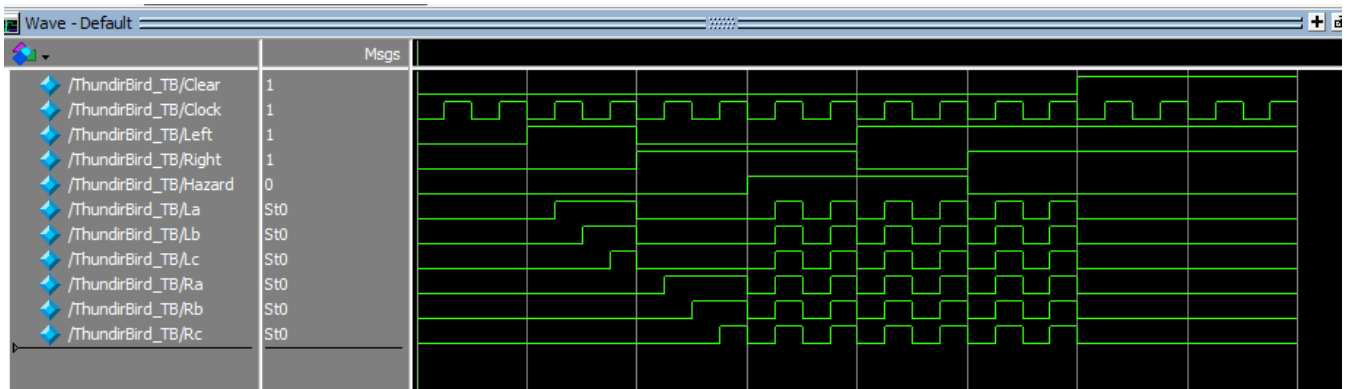 Wave - Default
Msgs
/ThundirBird_TB/Clear 1
/ThundirBird_TB/Clock 1
/ThundirBird_TB/Left 1
/ThundirBird_TB/Right 1
/ThundirBird_TB/Hazard 0
/ThundirBird_TB/La St0
/ThundirBird_TB/Lb St0
/ThundirBird_TB/Lc St0
/ThundirBird_TB/Ra St0
/ThundirBird_TB/Rb St0
/ThundirBird_TB/Rc St0